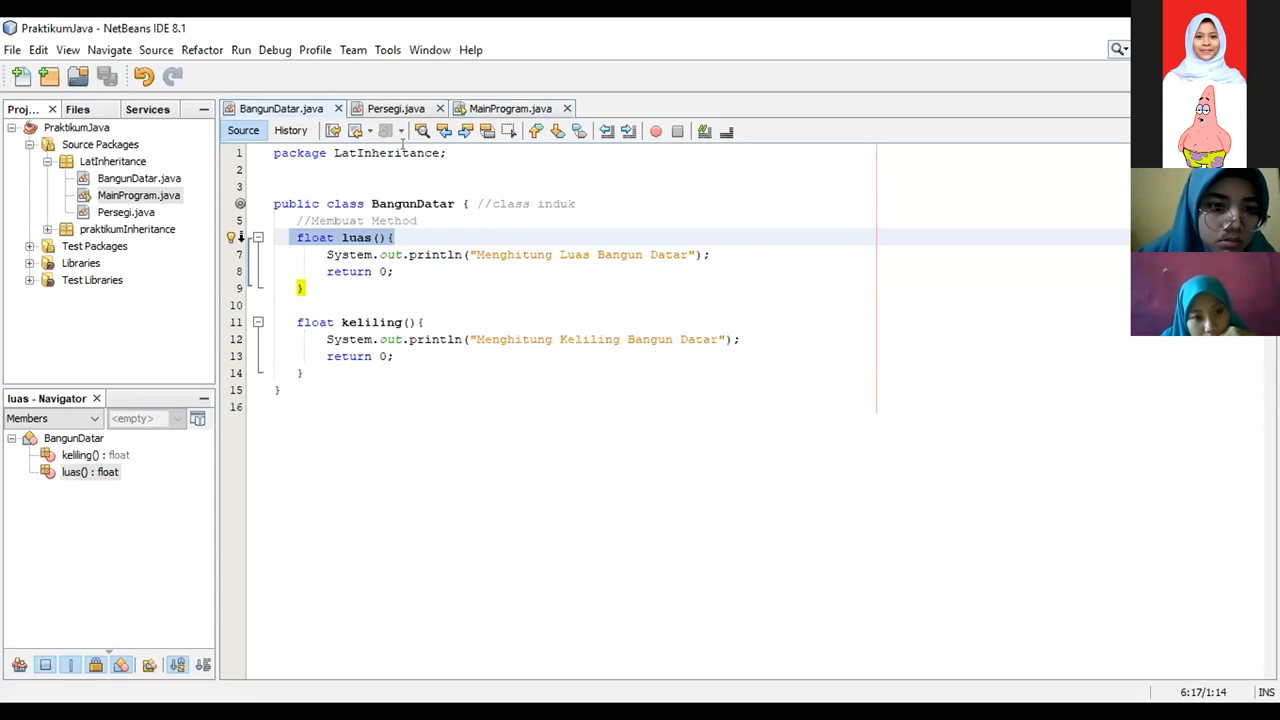 PraktikumJava - NetBeans IDE 8.1
File Edit View Navigate Source Refactor Run Debug Profile Team Tools Window Help
Proj... Files Services
PraktikumJava
Source Packages
LatInheritance
BangunDatar.java
MainProgram.java
Persegi.java
praktikumInheritance
Test Packages
Libraries
Test Libraries
luas - Navigator
Members <empty>
BangunDatar
keliling() : float
luas() : float
BangunDatar.java Persegi.java MainProgram.java
Source History
1 package LatInheritance;
2
3
public class BangunDatar { //class induk
5 //Membuat Method
float luas(){
7 System.out.println("Menghitung Luas Bangun Datar");
8 return 0;
9 }
10
11 float keliling(){
12 System.out.println("Menghitung Keliling Bangun Datar");
13 return 0;
14 }
15 }
16
6:17/1:14 INS